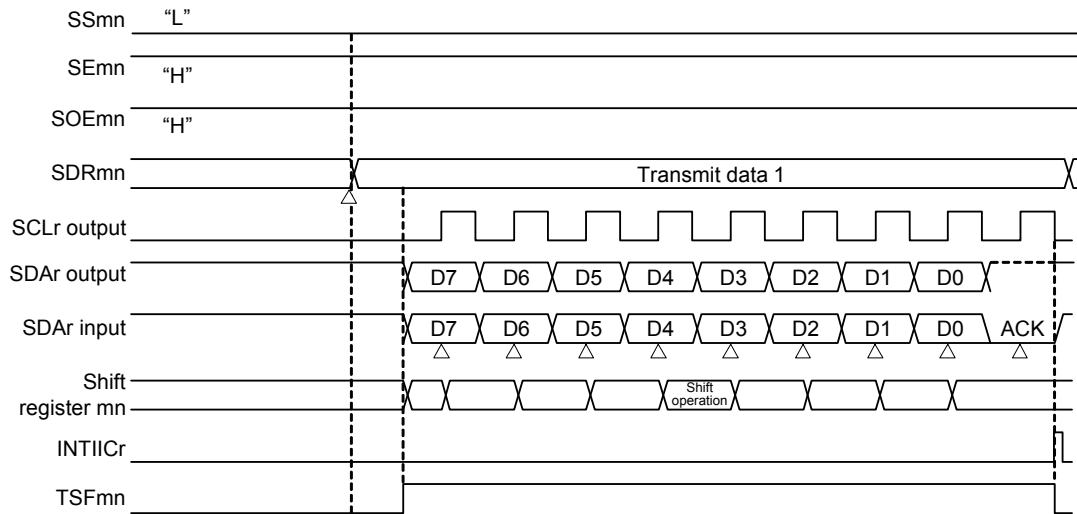 SSmn “L”
SEmn “H”
SOEmn “H”
SDRmn Transmit data 1
SCLr output
SDAr output D7 D6 D5 D4 D3 D2 D1 D0
SDAr input D7 D6 D5 D4 D3 D2 D1 D0 ACK
Shift
register mn
Shift
operation
INTIICr
TSFmn